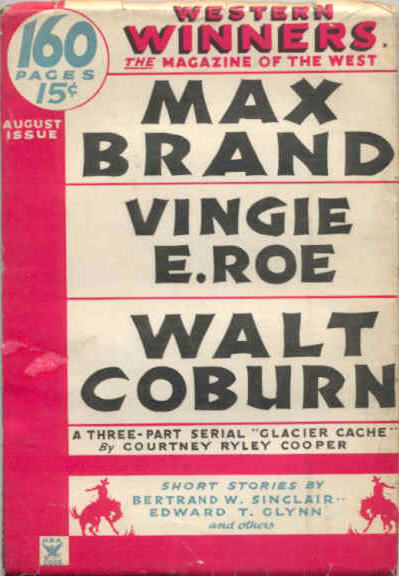 WESTERN
WINNERS
THE MAGAZINE OF THE WEST
160
PAGES
15¢
AUGUST
ISSUE
MAX
BRAND
VINGIE
E. ROE
WALT
COBURN
A THREE-PART SERIAL "GLACIER CACHE"
By COURTNEY RYLEY COOPER
SHORT STORIES BY
BERTRAND W. SINCLAIR··
EDWARD T. GLYNN
and others